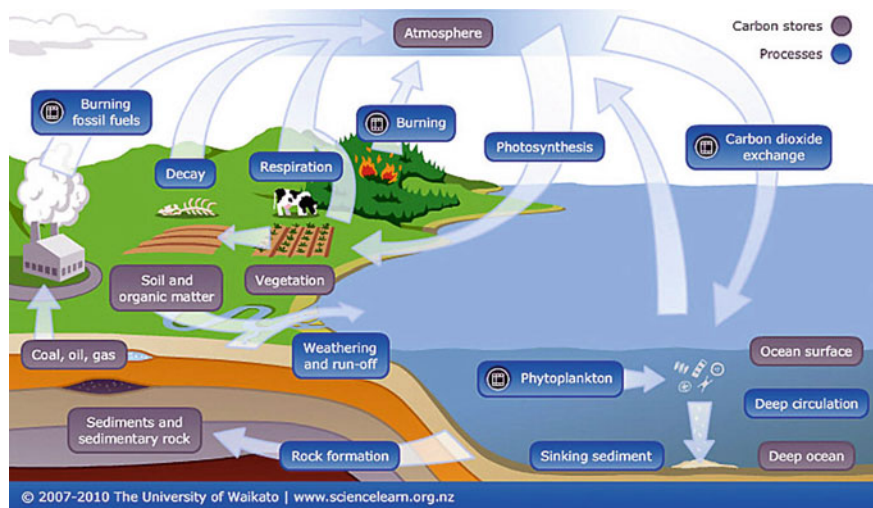 Atmosphere
Carbon stores
Processes
Burning
fossil fuels
Burning
Decay
Respiration
Photosynthesis
Carbon dioxide
exchange
Soil and
organic matter
Vegetation
Coal, oil, gas
Weathering
and run-off
Ocean surface
Phytoplankton
Deep circulation
Sediments and
sedimentary rock
Rock formation
Sinking sediment
Deep ocean
© 2007-2010 The University of Waikato | www.sciencelearn.org.nz